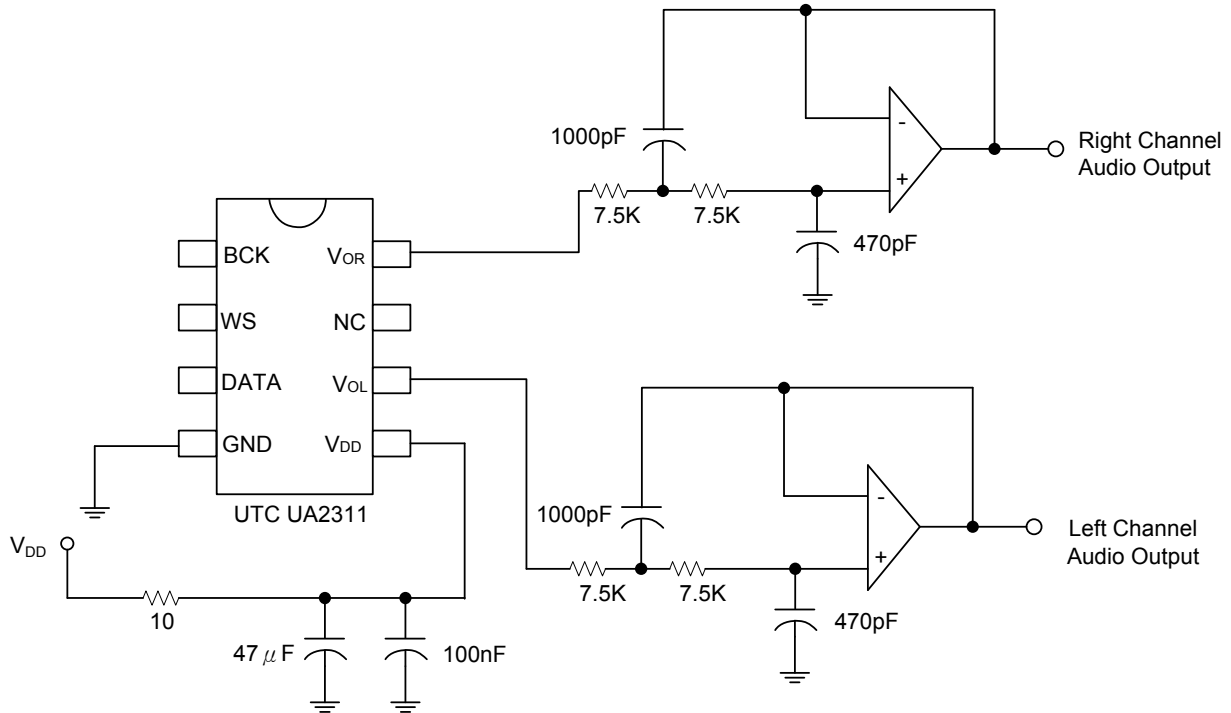 1000pF
-
+
Right Channel
Audio Output
7.5K
7.5K
470pF
BCK
VOR
WS
NC
DATA
VOL
GND
VDD
UTC UA2311
1000pF
-
+
Left Channel
Audio Output
7.5K
7.5K
470pF
VDD
10
47μF
100nF